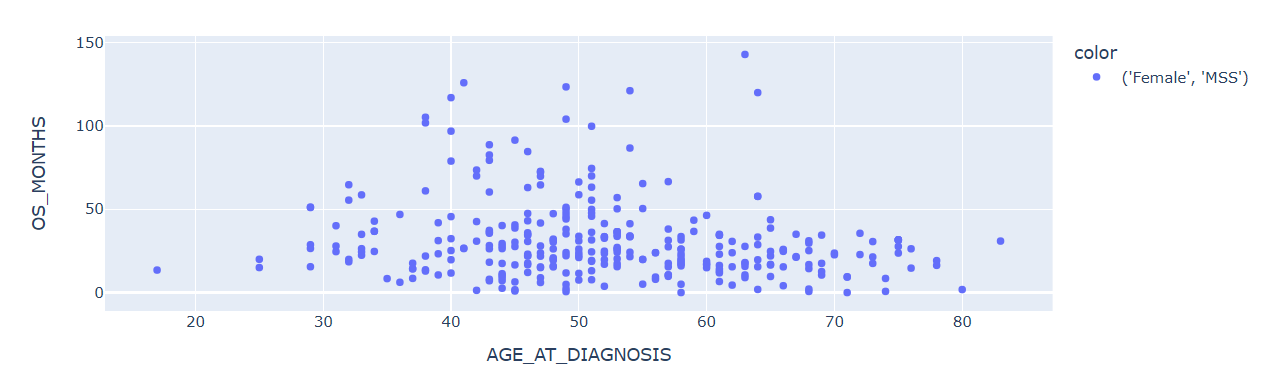 color
('Female', 'MSS')
OS_MONTHS
150
100
50
0
20
30
40
50
60
70
80
AGE_AT_DIAGNOSIS